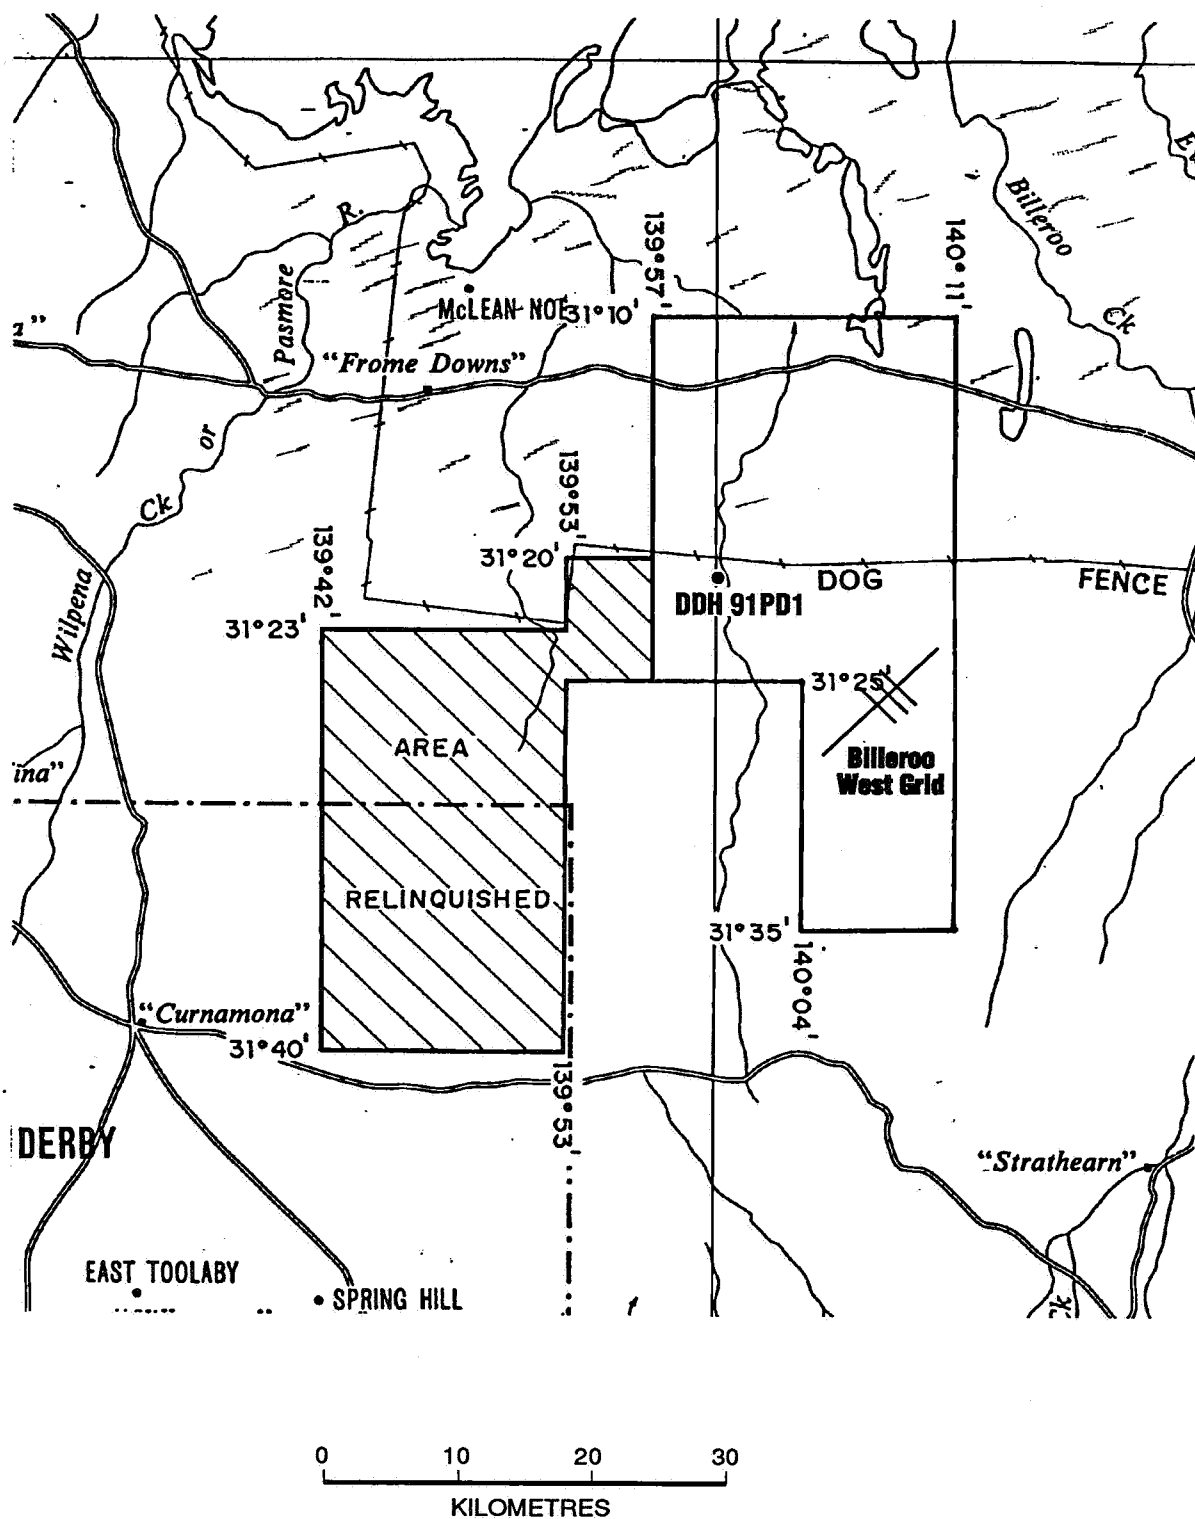 EV
Billeroo
Ck
R.
Pasmore
or
Ck
Wilpena
139°57'
140°11'
McLEAN NOE
31°10'
"Frome Downs"
139°53'
31°20'
139°42'
31°23'
DOG
FENCE
DDH 91PD1
31°25'
AREA
Billeroo
West Grid
ina"
RELINQUISHED
31°35'
140°04'
"Curnamona"
31°40'
139°53'
DERBY
"Strathearn"
EAST TOOLABY
SPRING HILL
0 10 20 30
KILOMETRES